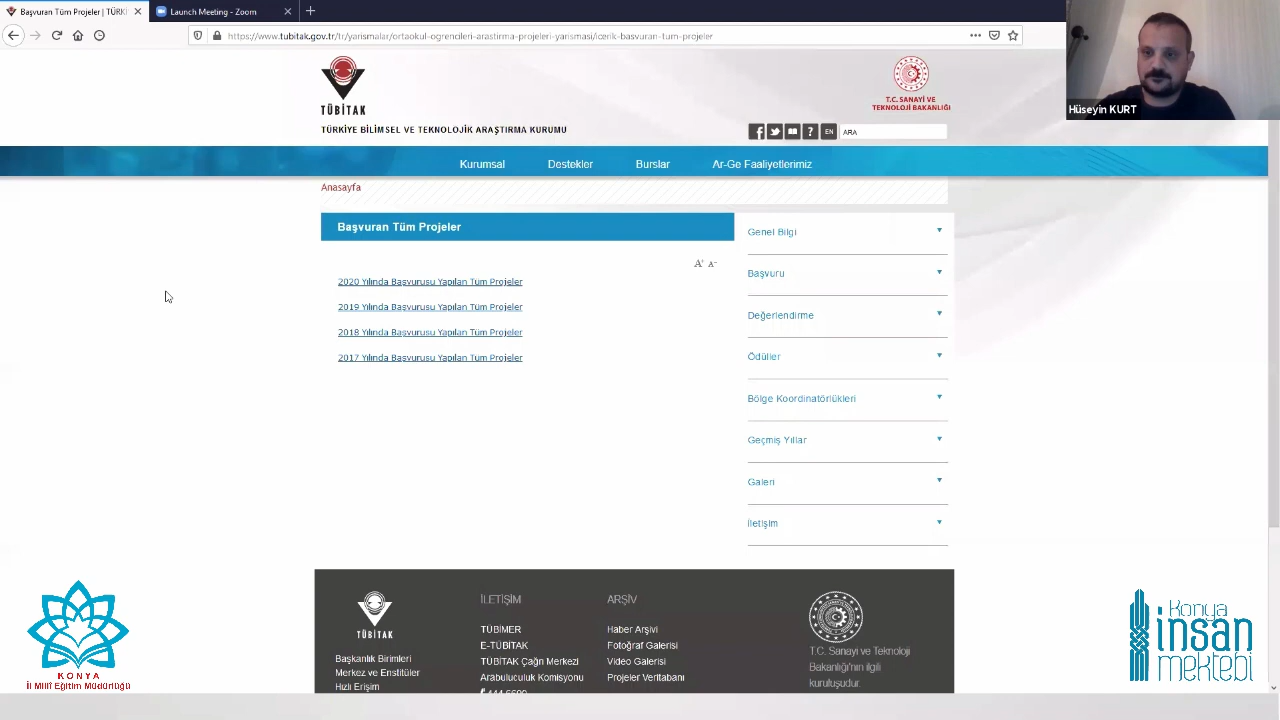 Başvuran Tüm Projeler | TÜRKİ
Launch Meeting - Zoom
https://www.tubitak.gov.tr/tr/yarismalar/ortaokul-ogrencileri-arastirma-projeleri-yarismasi/icerik-basvuran-tum-projeler
Hüseyin KURT
TÜBİTAK
TÜRKİYE BİLİMSEL VE TEKNOLOJİK ARAŞTIRMA KURUMU
T.C. SANAYİ VE
TEKNOLOJİ BAKANLIĞI
f ? EN ARA
Kurumsal Destekler Burslar Ar-Ge Faaliyetlerimiz
Anasayfa
Başvuran Tüm Projeler
A+ A-
2020 Yılında Başvurusu Yapılan Tüm Projeler
2019 Yılında Başvurusu Yapılan Tüm Projeler
2018 Yılında Başvurusu Yapılan Tüm Projeler
2017 Yılında Başvurusu Yapılan Tüm Projeler
Genel Bilgi
Başvuru
Değerlendirme
Ödüller
Bölge Koordinatörlükleri
Geçmiş Yıllar
Galeri
İletişim
TÜBİTAK
Başkanlık Birimleri
Merkez ve Enstitüler
Hızlı Erişim
İLETİŞİM
TÜBİMER
E-TÜBİTAK
TÜBİTAK Çağrı Merkezi
Arabuluculuk Komisyonu
444 6690
ARŞİV
Haber Arşivi
Fotoğraf Galerisi
Video Galerisi
Projeler Veritabanı
T.C. Sanayi ve Teknoloji
Bakanlığı'nın ilgili
kuruluşudur.
KONYA
İl Millî Eğitim Müdürlüğü
Konya
insan
mektebi